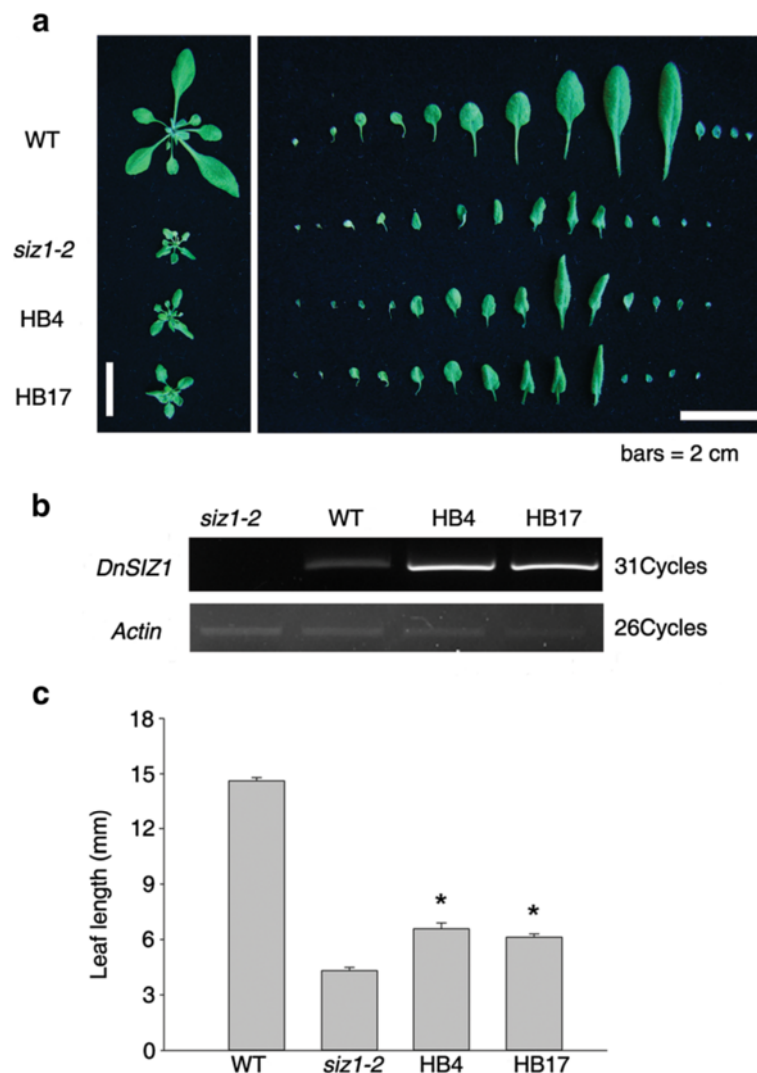 a
WT
siz1-2
HB4
HB17
bars = 2 cm
b
siz1-2 WT HB4 HB17
DnSIZ1 31Cycles
Actin 26Cycles
c
18
15
12
9
6
3
0
Leaf length (mm)
* *
WT siz1-2 HB4 HB17